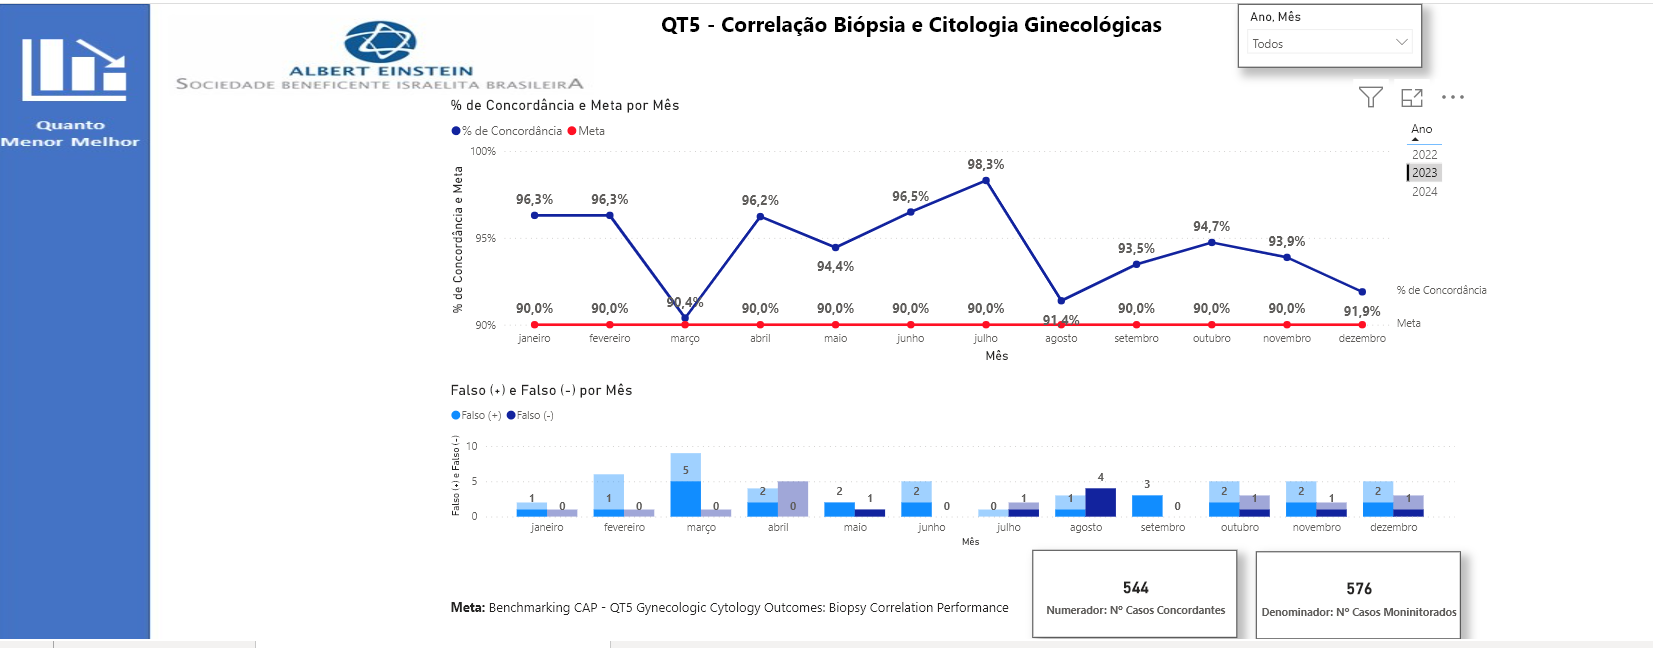 QT5 - Correlação Biópsia e Citologia Ginecológicas
Ano, Mês
Todos
Quanto
Menor Melhor
ALBERT EINSTEIN
SOCIEDADE BENEFICENTE ISRAELITA BRASILEIRA
% de Concordância e Meta por Mês
% de Concordância Meta
Ano
2022
2023
2024
% de Concordância e Meta
100%
95%
90%
96,3% 96,3% 90,4% 96,2% 94,4% 96,5% 98,3% 91,4% 93,5% 94,7% 93,9% 91,9%
90,0% 90,0% 90,0% 90,0% 90,0% 90,0% 90,0% 90,0% 90,0%
% de Concordância
Meta
janeiro fevereiro março abril maio junho julho agosto setembro outubro novembro dezembro
Mês
Falso (+) e Falso (-) por Mês
Falso (+) Falso (-)
Falso (+) e Falso (-)
10
5
0
1 0 1 0 5 0 2 0 2 1 2 0 0 1 1 4 3 0 2 1 2 1 2 1
janeiro fevereiro março abril maio junho julho agosto setembro outubro novembro dezembro
Mês
Meta: Benchmarking CAP - QT5 Gynecologic Cytology Outcomes: Biopsy Correlation Performance
544
Numerador: Nº Casos Concordantes
576
Denominador: Nº Casos Moninitorados